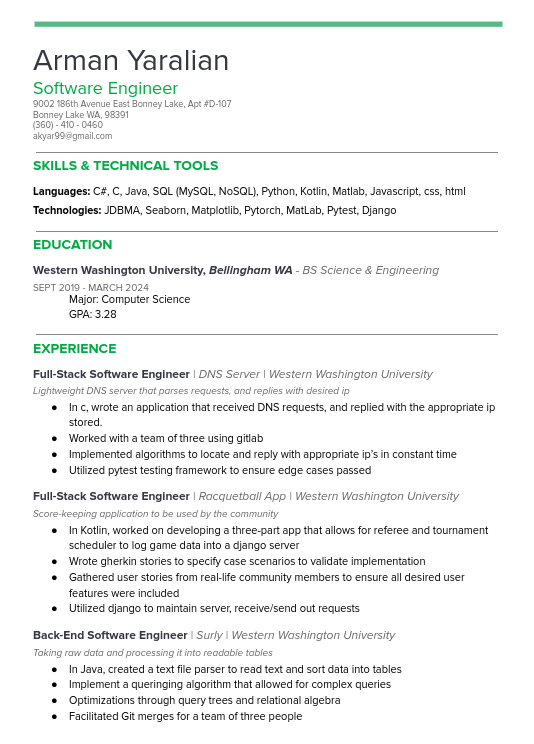 Arman Yaralian
Software Engineer
9002 186th Avenue East Bonney Lake, Apt #D-107
Bonney Lake WA, 98391
(360) - 410 - 0460
akyar99@gmail.com
SKILLS & TECHNICAL TOOLS
Languages: C#, C, Java, SQL (MySQL, NoSQL), Python, Kotlin, Matlab, Javascript, css, html
Technologies: JDBMA, Seaborn, Matplotlib, Pytorch, MatLab, Pytest, Django
EDUCATION
Western Washington University, Bellingham WA - BS Science & Engineering
SEPT 2019 - MARCH 2024
Major: Computer Science
GPA: 3.28
EXPERIENCE
Full-Stack Software Engineer | DNS Server | Western Washington University
Lightweight DNS server that parses requests, and replies with desired ip
● In c, wrote an application that received DNS requests, and replied with the appropriate ip
stored.
● Worked with a team of three using gitlab
● Implemented algorithms to locate and reply with appropriate ip's in constant time
● Utilized pytest testing framework to ensure edge cases passed
Full-Stack Software Engineer | Racquetball App | Western Washington University
Score-keeping application to be used by the community
● In Kotlin, worked on developing a three-part app that allows for referee and tournament
scheduler to log game data into a django server
● Wrote gherkin stories to specify case scenarios to validate implementation
● Gathered user stories from real-life community members to ensure all desired user
features were included
● Utilized django to maintain server, receive/send out requests
Back-End Software Engineer | Surly | Western Washington University
Taking raw data and processing it into readable tables
● In Java, created a text file parser to read text and sort data into tables
● Implement a queringing algorithm that allowed for complex queries
● Optimizations through query trees and relational algebra
● Facilitated Git merges for a team of three people